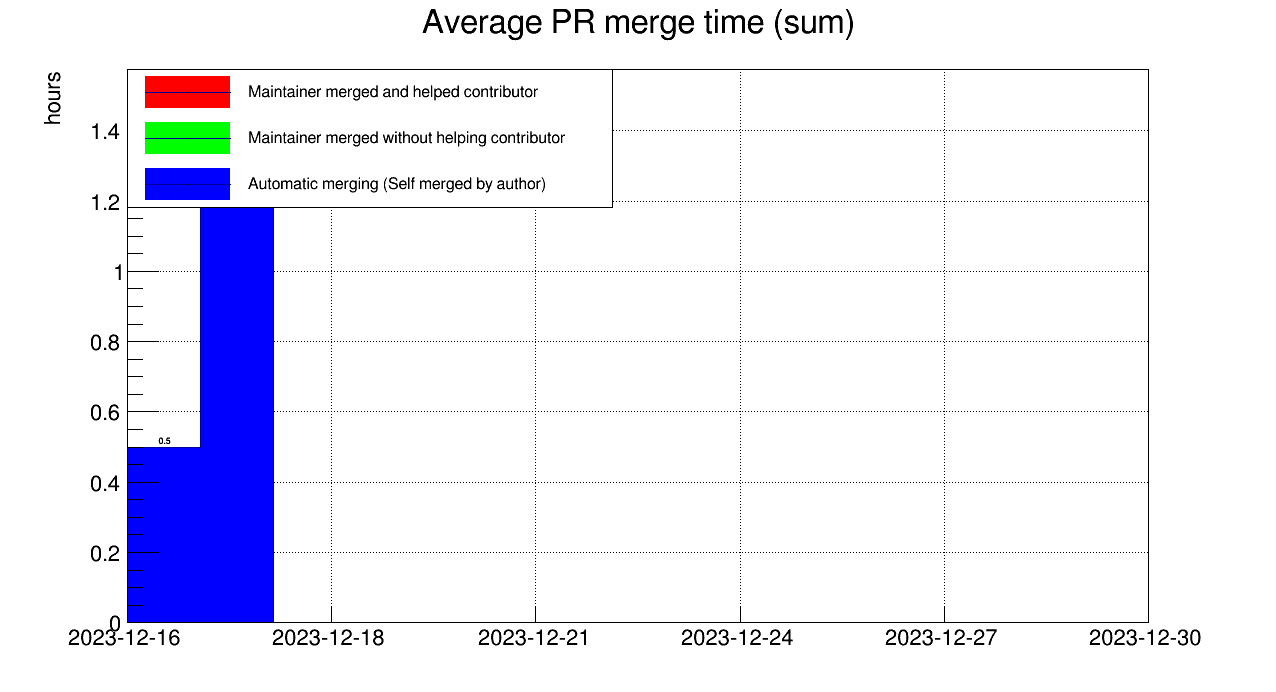 Average PR merge time (sum)
hours
Maintainer merged and helped contributor
Maintainer merged without helping contributor
Automatic merging (Self merged by author)
1.4
1.2
1
0.8
0.6
0.5
0.4
0.2
0
2023-12-16 2023-12-18 2023-12-21 2023-12-24 2023-12-27 2023-12-30